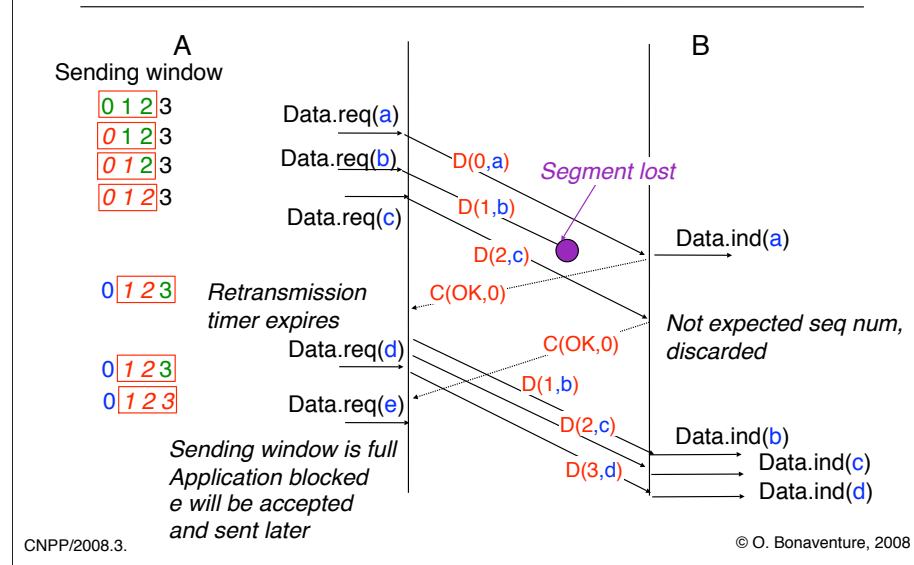 A
B
Sending window
0 1 2 3
0 1 2 3
0 1 2 3
0 1 2 3
Data.req(a)
Data.req(b)
Data.req(c)
D(0,a)
D(1,b)
D(2,c)
Segment lost
Data.ind(a)
0 1 2 3
Retransmission
timer expires
C(OK,0)
C(OK,0)
Not expected seq num,
discarded
Data.req(d)
0 1 2 3
0 1 2 3
Data.req(e)
D(1,b)
D(2,c)
D(3,d)
Data.ind(b)
Data.ind(c)
Data.ind(d)
Sending window is full
Application blocked
e will be accepted
and sent later
CNPP/2008.3.
© O. Bonaventure, 2008